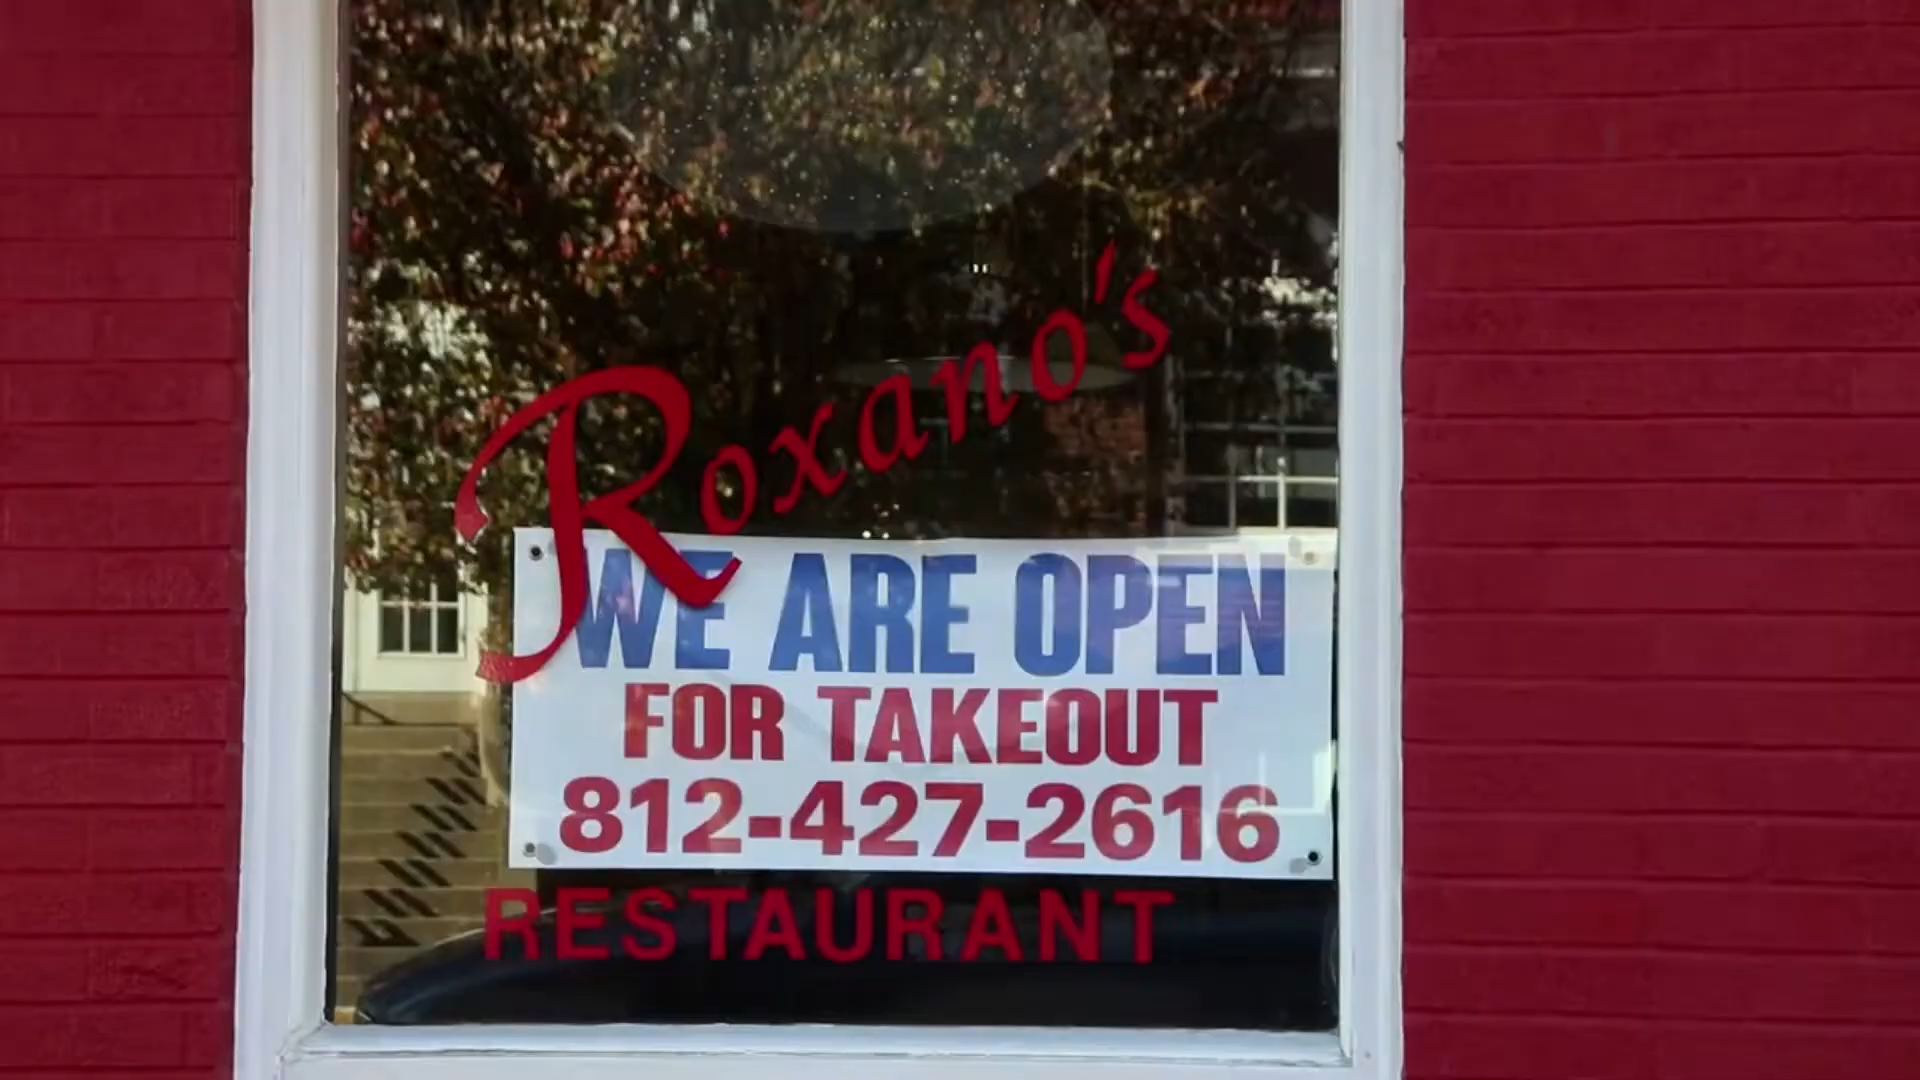 Roxano's
WE ARE OPEN
FOR TAKEOUT
812-427-2616
RESTAURANT